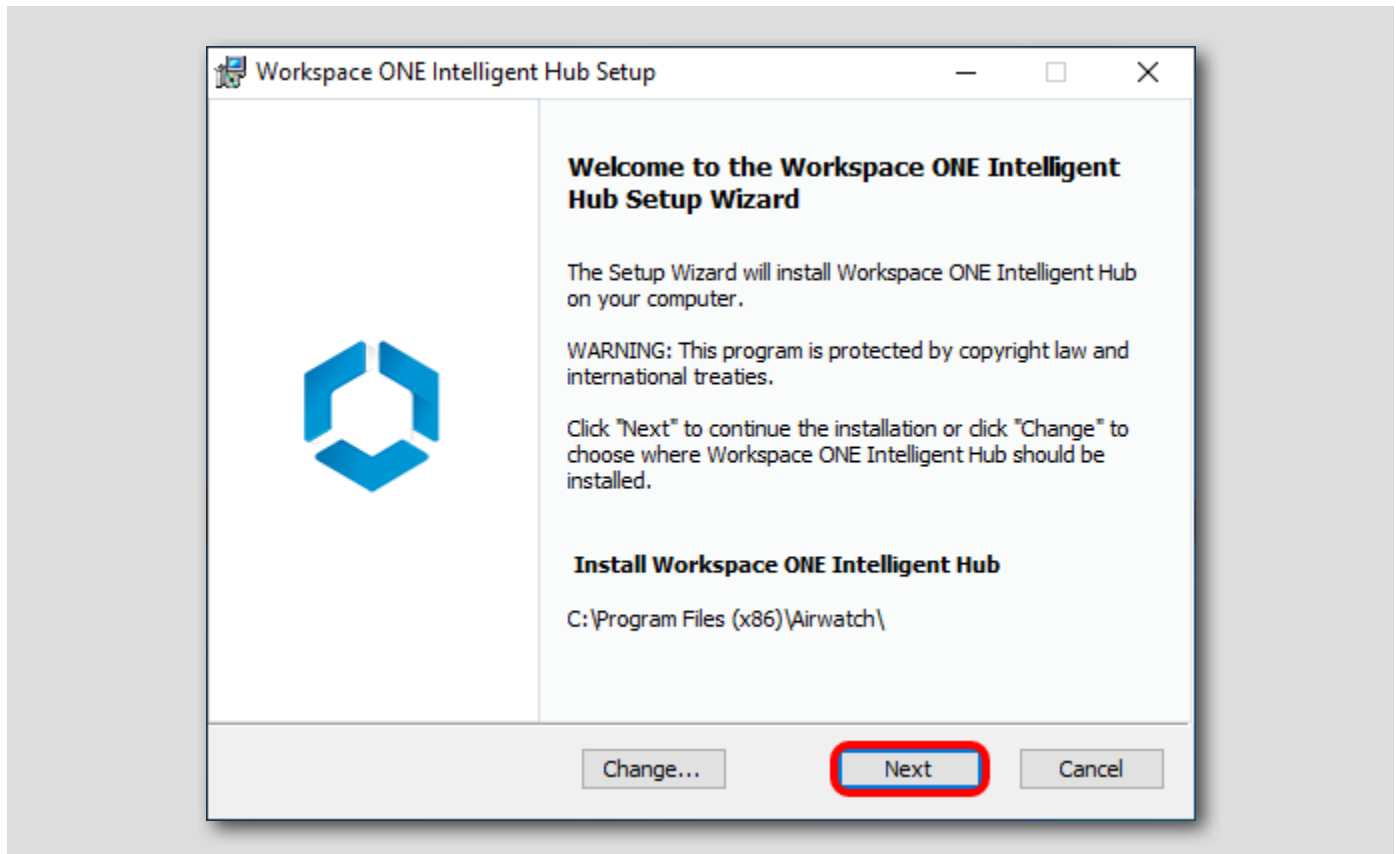 Workspace ONE Intelligent Hub Setup
Welcome to the Workspace ONE Intelligent
Hub Setup Wizard
The Setup Wizard will install Workspace ONE Intelligent Hub
on your computer.
WARNING: This program is protected by copyright law and
international treaties.
Click "Next" to continue the installation or click "Change" to
choose where Workspace ONE Intelligent Hub should be
installed.
Install Workspace ONE Intelligent Hub
C:\Program Files (x86)\Airwatch\
Change... Next Cancel